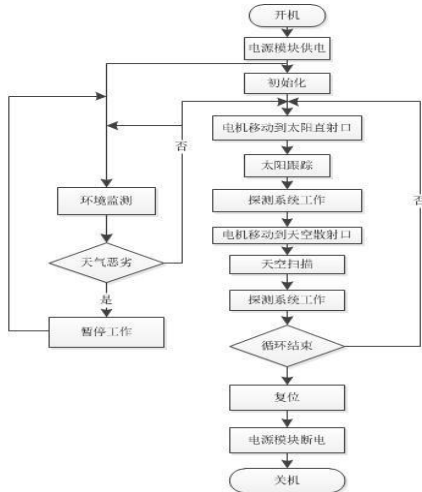 开机
电源模块供电
初始化
电机移动到太阳直射口
否
太阳跟踪
环境监测
探测系统工作
否
电机移动到天空散射口
天气恶劣
天空扫描
是
探测系统工作
暂停工作
循环结束
复位
电源模块断电
关机